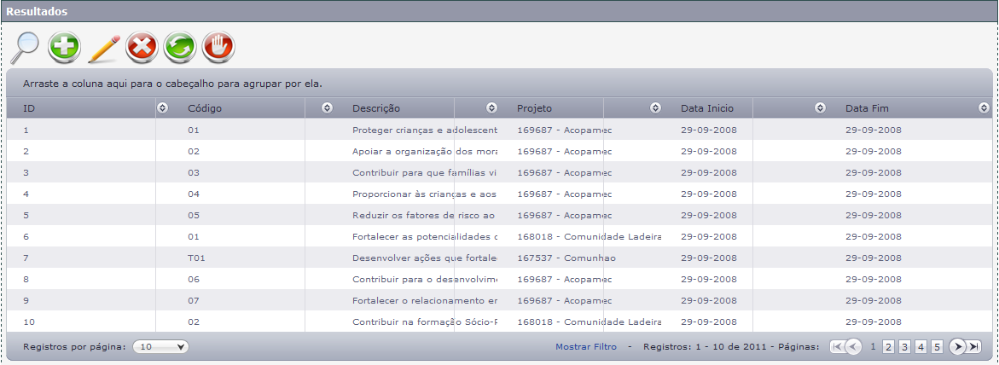 Resultados
Arraste a coluna aqui para o cabeçalho para agrupar por ela.
ID Código Descrição Projeto Data Inicio Data Fim
1 01 Proteger crianças e adolescent 169687 - Acopamec 29-09-2008 29-09-2008
2 02 Apoiar a organização dos mora 169687 - Acopamec 29-09-2008 29-09-2008
3 03 Contribuir para que famílias vi 169687 - Acopamec 29-09-2008 29-09-2008
4 04 Proporcionar às crianças e aos 169687 - Acopamec 29-09-2008 29-09-2008
5 05 Reduzir os fatores de risco ao 169687 - Acopamec 29-09-2008 29-09-2008
6 01 Fortalecer as potencialidades 168018 - Comunidade Ladeira 29-09-2008 29-09-2008
7 T01 Desenvolver ações que fortale 167537 - Comunhao 29-09-2008 29-09-2008
8 06 Contribuir para o desenvolvim 169687 - Acopamec 29-09-2008 29-09-2008
9 07 Fortalecer o relacionamento er 169687 - Acopamec 29-09-2008 29-09-2008
10 02 Contribuir na formação Sócio- 168018 - Comunidade Ladeira 29-09-2008 29-09-2008
Registros por página: 10 Mostrar Filtro - Registros: 1 - 10 de 2011 - Páginas: 1 2 3 4 5